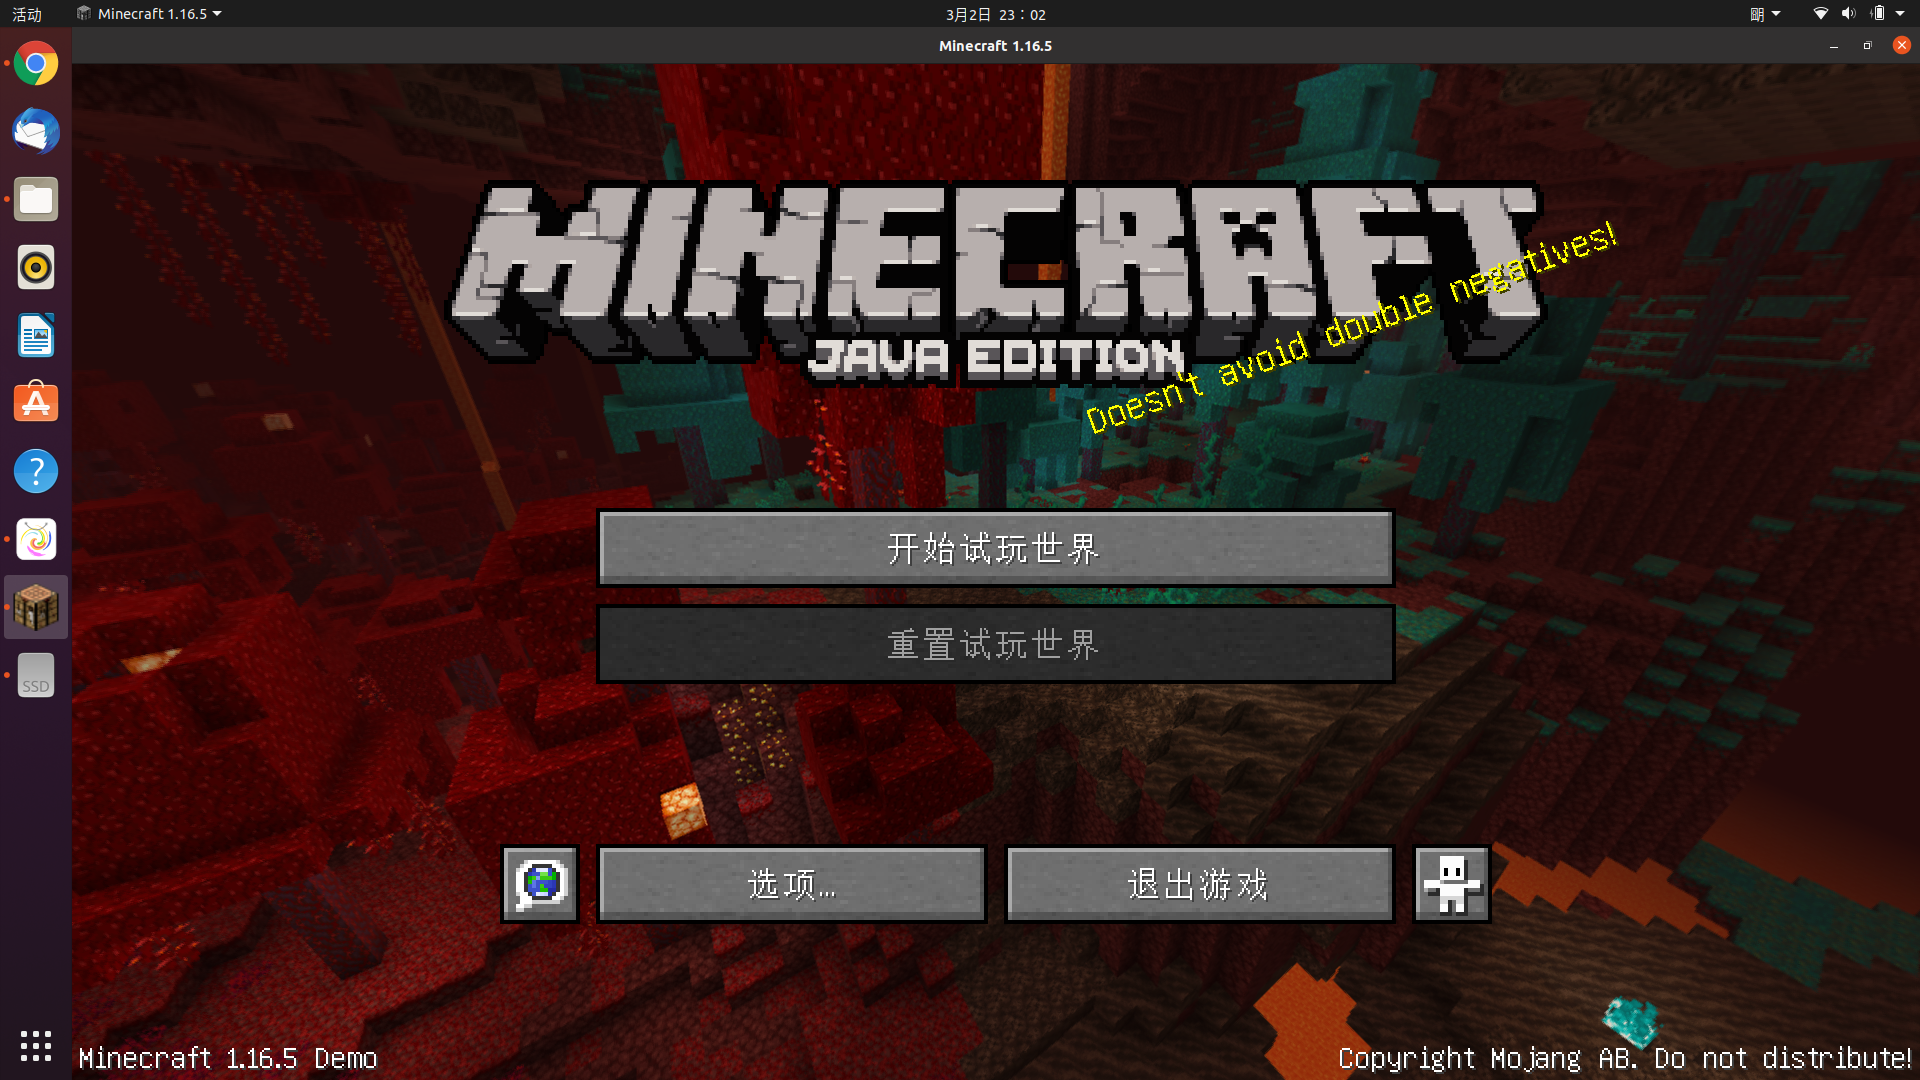 活动
Minecraft 1.16.5
3月2日 23：02
Minecraft 1.16.5
MINECRAFT
JAVA EDITION
Doesn't avoid double negatives!
开始试玩世界
重置试玩世界
选项...
退出游戏
SSD
Minecraft 1.16.5 Demo
Copyright Mojang AB. Do not distribute!